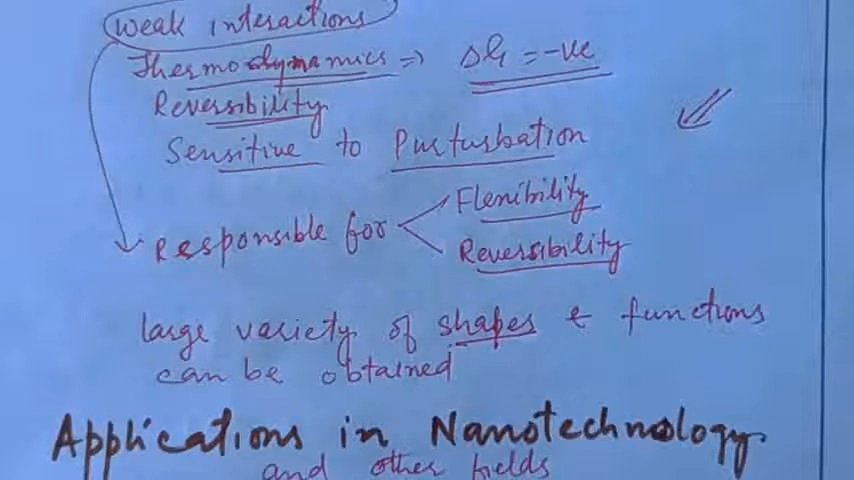 weak interactions
Thermodynamics ⇒ ΔG = -ve
Reversibility
Sensitive to Purturbation
Responsible for
Flexibility
Reversibility
large variety of shapes & functions
can be obtained
Applications in Nanotechnology
and other fields